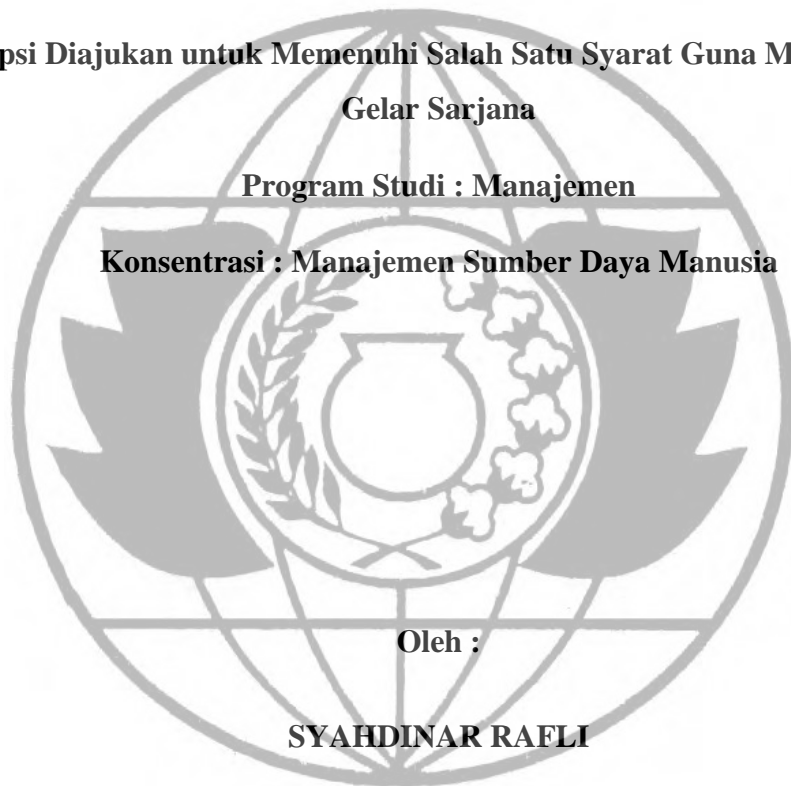 Diajukan untuk Memenuhi Salah Satu Syarat Guna
Gelar Sarjana
Program Studi : Manajemen
Konsentrasi : Manajemen Sumber Daya Manusia
Oleh :
SYAHDINAR RAFLI